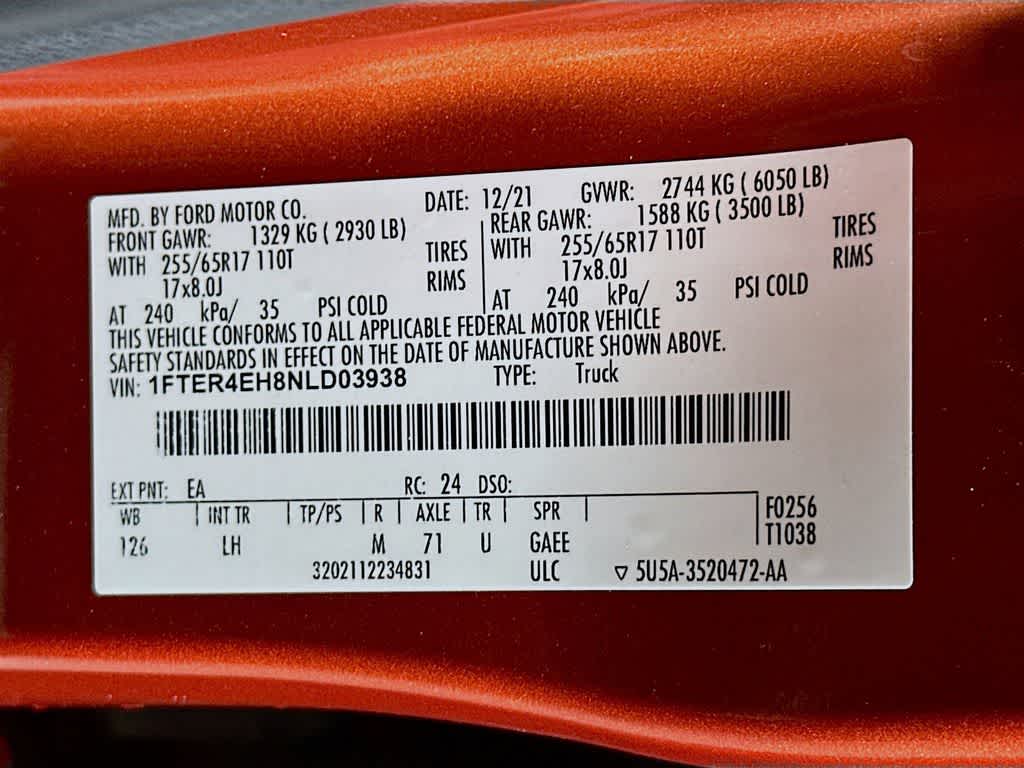 MFD. BY FORD MOTOR CO. DATE: 12/21 GVWR: 2744 KG ( 6050 LB)
FRONT GAWR: 1329 KG ( 2930 LB) REAR GAWR: 1588 KG ( 3500 LB)
WITH 255/65R17 110T TIRES WITH 255/65R17 110T TIRES
17x8.0J RIMS 17x8.0J RIMS
AT 240 kPa/ 35 PSI COLD AT 240 kPa/ 35 PSI COLD
THIS VEHICLE CONFORMS TO ALL APPLICABLE FEDERAL MOTOR VEHICLE
SAFETY STANDARDS IN EFFECT ON THE DATE OF MANUFACTURE SHOWN ABOVE.
VIN: 1FTER4EH8NLD03938 TYPE: Truck
EXT PNT: EA RC: 24 DSO:
WB | INT TR | TP/PS | R | AXLE | TR | SPR | F0256
126 LH M 71 U GAEE T1038
3202112234831 ULC ▽ 5U5A-3520472-AA